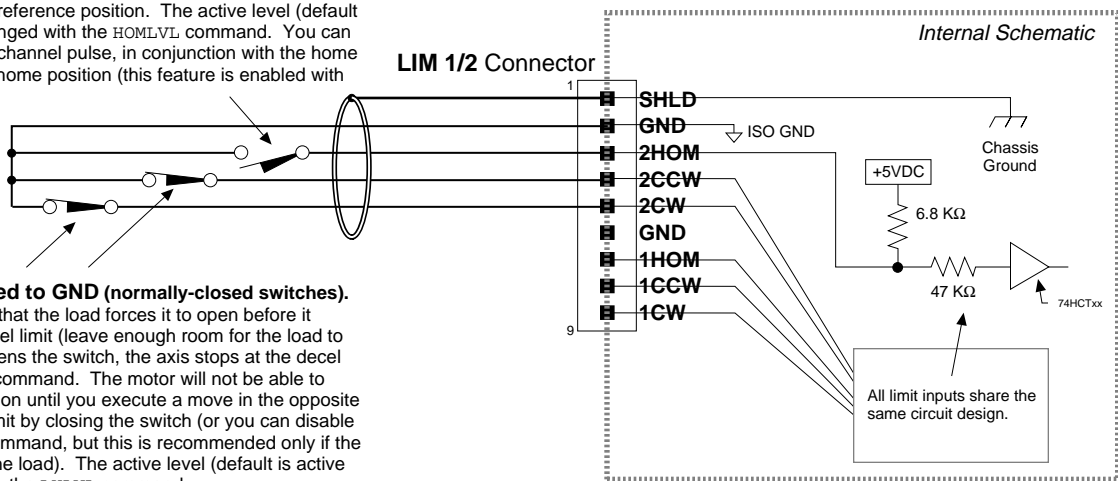 reference position. The active level (default
nged with the HOMLVL command. You can
channel pulse, in conjunction with the home
home position (this feature is enabled with
LIM 1/2 Connector
Internal Schematic
1
SHLD
GND
ISO GND
2HOM
2CCW
2CW
GND
1HOM
1CCW
1CW
9
Chassis
Ground
+5VDC
6.8 KΩ
47 KΩ
74HCTxx
All limit inputs share the
same circuit design.
ed to GND (normally-closed switches).
that the load forces it to open before it
el limit (leave enough room for the load to
ens the switch, the axis stops at the decel
command. The motor will not be able to
on until you execute a move in the opposite
nit by closing the switch (or you can disable
ommand, but this is recommended only if the
ne load). The active level (default is active